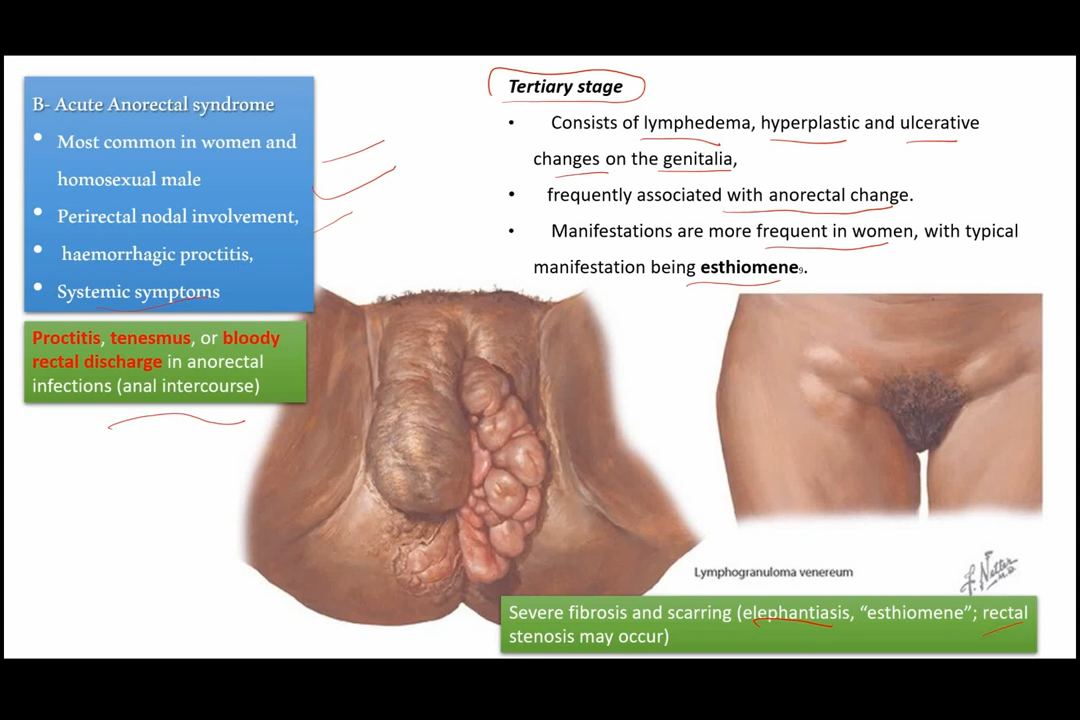 B- Acute Anorectal syndrome
• Most common in women and
homosexual male
• Perirectal nodal involvement,
• haemorrhagic proctitis,
• Systemic symptoms
Proctitis, tenesmus, or bloody
rectal discharge in anorectal
infections (anal intercourse)
Tertiary stage
• Consists of lymphedema, hyperplastic and ulcerative
changes on the genitalia,
• frequently associated with anorectal change.
• Manifestations are more frequent in women, with typical
manifestation being esthiomene9.
Lymphogranuloma venereum
F. Netter M.D.
Severe fibrosis and scarring (elephantiasis, “esthiomene”; rectal
stenosis may occur)